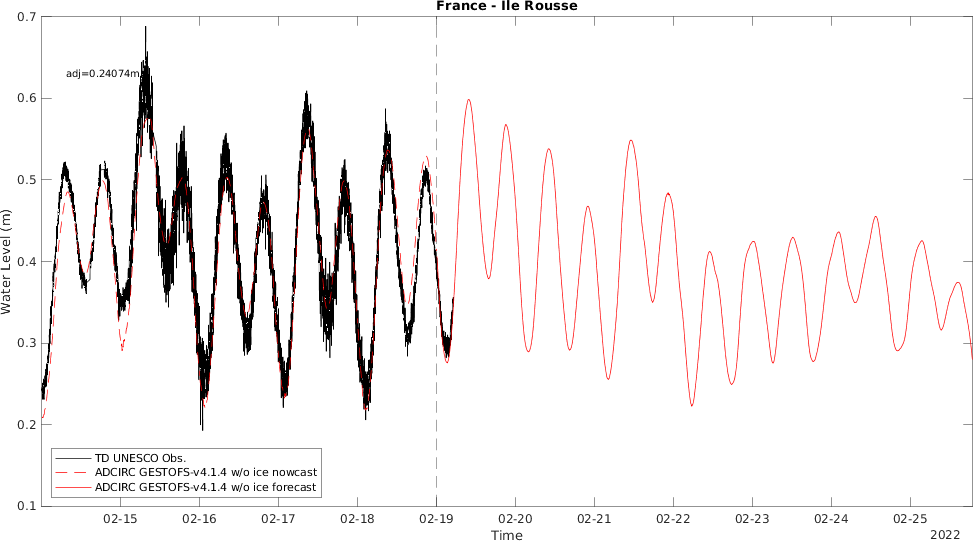 France - Ile Rousse
0.7
0.6
0.5
0.4
0.3
0.2
0.1
Water Level (m)
adj=0.24074m
TD UNESCO Obs.
ADCIRC GESTOFS-v4.1.4 w/o ice nowcast
ADCIRC GESTOFS-v4.1.4 w/o ice forecast
02-15 02-16 02-17 02-18 02-19 02-20 02-21 02-22 02-23 02-24 02-25
Time
2022